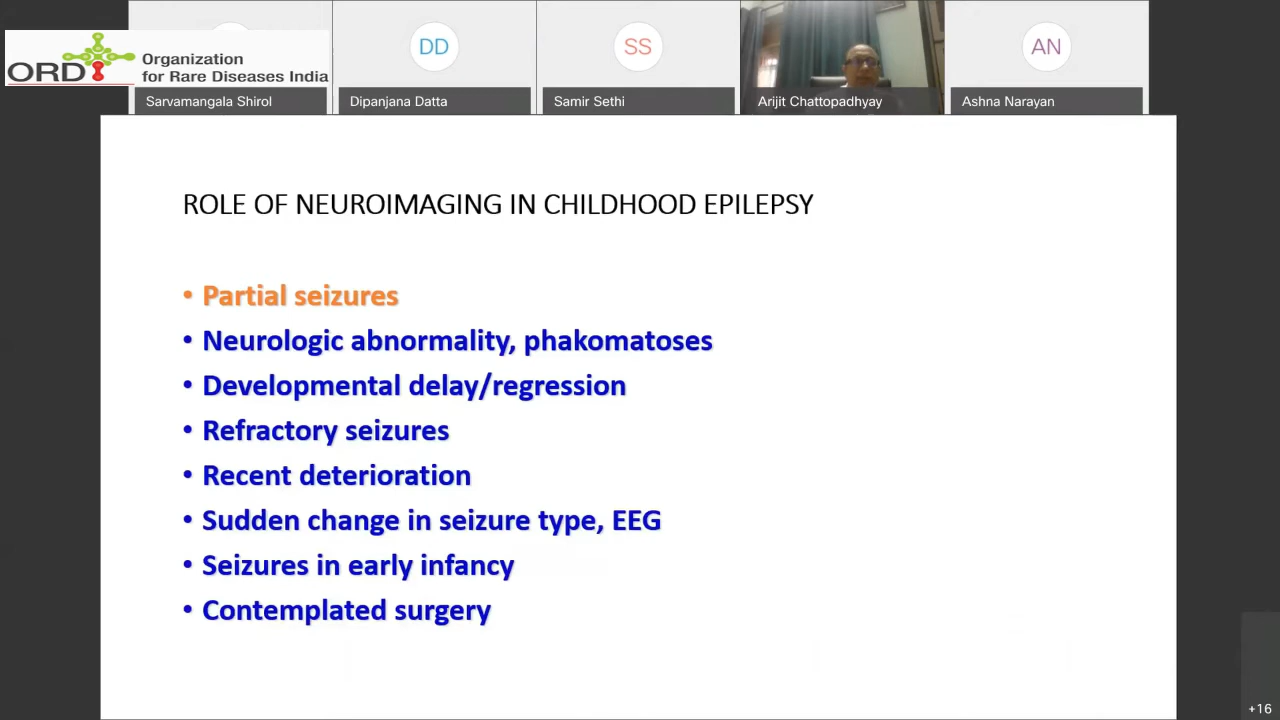 ORDI
Organization
for Rare Diseases India
DD
SS
AN
Sarvamangala Shirol
Dipanjana Datta
Samir Sethi
Arijit Chattopadhyay
Ashna Narayan
ROLE OF NEUROIMAGING IN CHILDHOOD EPILEPSY
• Partial seizures
• Neurologic abnormality, phakomatoses
• Developmental delay/regression
• Refractory seizures
• Recent deterioration
• Sudden change in seizure type, EEG
• Seizures in early infancy
• Contemplated surgery
+16